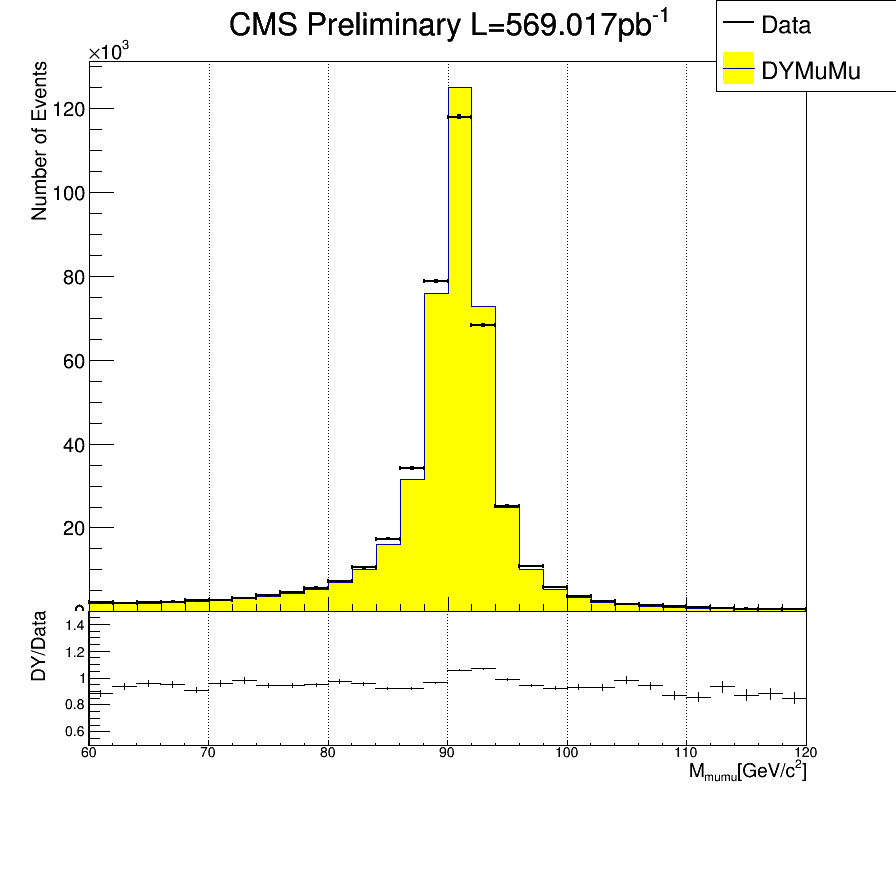 CMS Preliminary L=569.017pb⁻¹
Data
DYMuMu
×10³
Number of Events
120
100
80
60
40
20
0
DY/Data
1.4
1.2
1
0.8
0.6
60 70 80 90 100 110 120
M_mumu[GeV/c²]